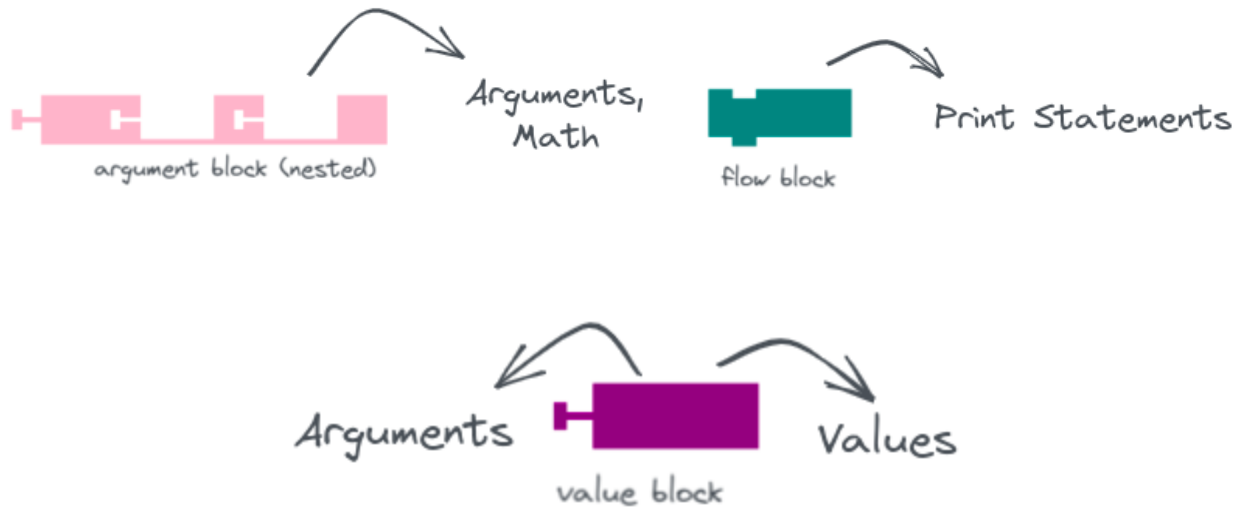 Arguments,
Math
argument block (nested)
Print Statements
flow block
Arguments
Values
value block